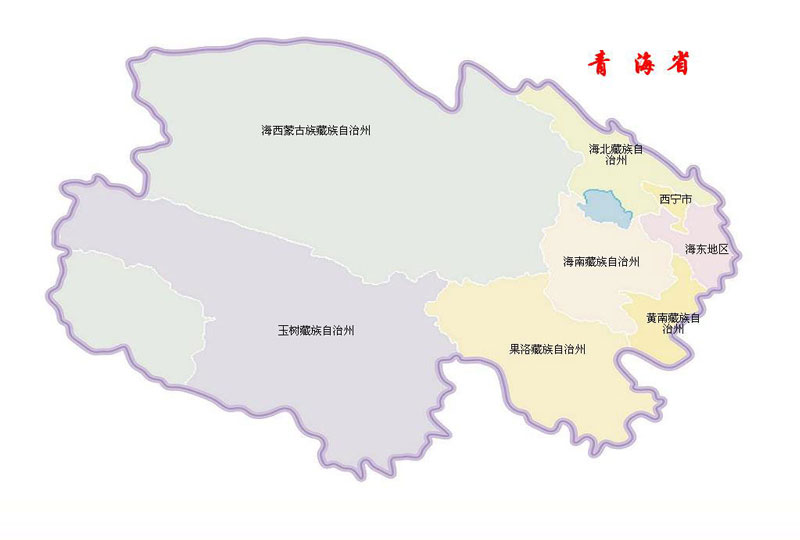 青海省
海西蒙古族藏族自治州
海北藏族自
治州
西宁市
海东地区
海南藏族自治州
黄南藏族自
治州
玉树藏族自治州
果洛藏族自治州